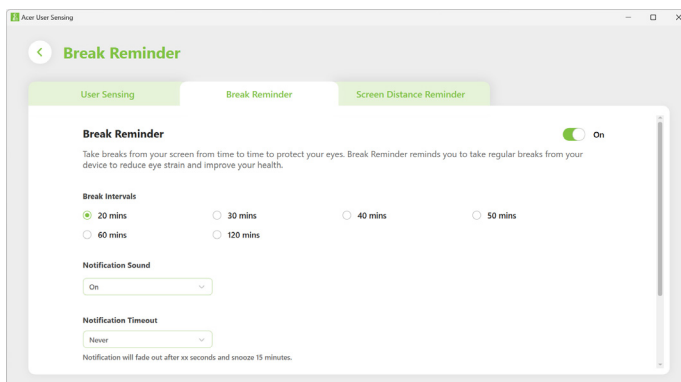 Acer User Sensing
Break Reminder
User Sensing
Break Reminder
Screen Distance Reminder
Break Reminder
On
Take breaks from your screen from time to time to protect your eyes. Break Reminder reminds you to take regular breaks from your
device to reduce eye strain and improve your health.
Break Intervals
20 mins
30 mins
40 mins
50 mins
60 mins
120 mins
Notification Sound
On
Notification Timeout
Never
Notification will fade out after xx seconds and snooze 15 minutes.